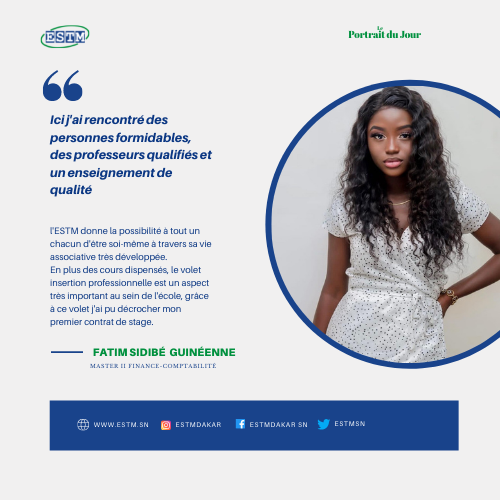 ESTM
Le
Portrait du Jour
Ici j'ai rencontré des
personnes formidables,
des professeurs qualifiés et
un enseignement de
qualité
l'ESTM donne la possibilité à tout un
chacun d'être soi-même à travers sa vie
associative très développée.
En plus des cours dispensés, le volet
insertion professionnelle est un aspect
très important au sein de l'école, grâce
à ce volet j'ai pu décrocher mon
premier contrat de stage.
FATIM SIDIBÉ GUINÉENNE
MASTER II FINANCE-COMPTABILITÉ
WWW.ESTM.SN
ESTMDAKAR
ESTMDAKAR SN
ESTMSN